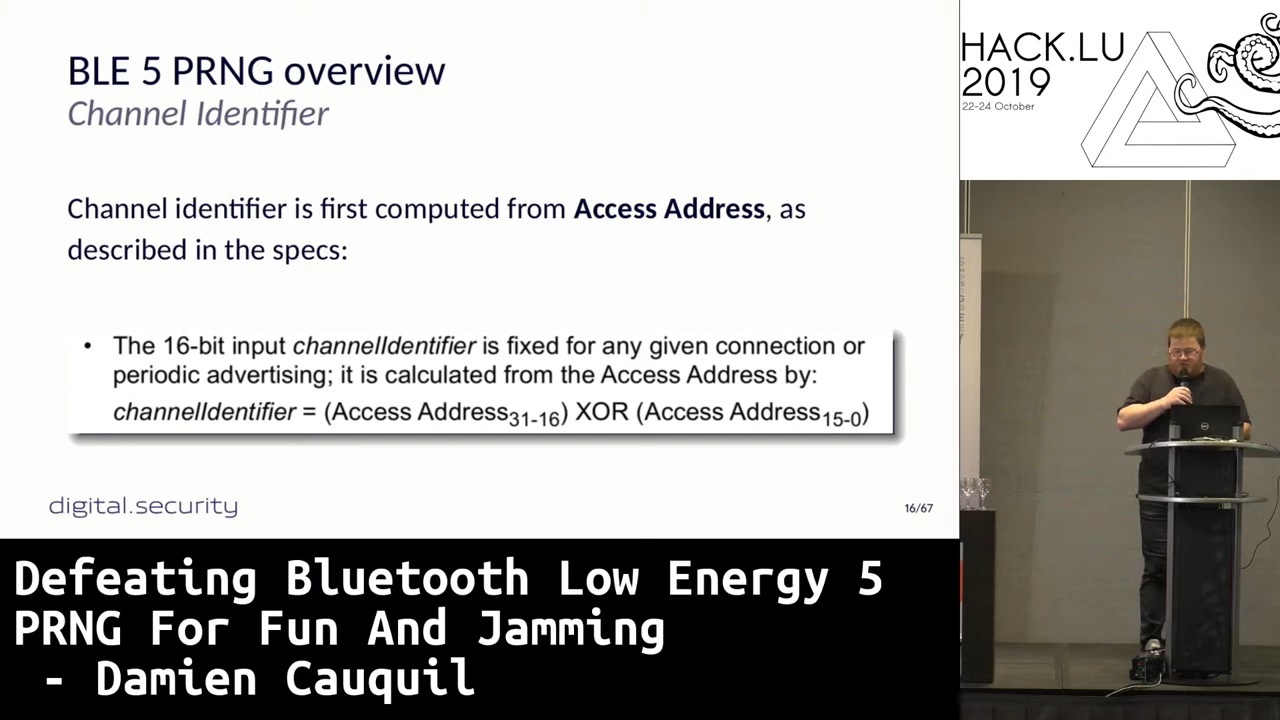 BLE 5 PRNG overview
Channel Identifier
Channel identifier is first computed from Access Address, as
described in the specs:
• The 16-bit input channelIdentifier is fixed for any given connection or
periodic advertising; it is calculated from the Access Address by:
channelIdentifier = (Access Address31-16) XOR (Access Address15-0)
digital.security
16/67
HACK.LU
2019
22-24 October
Defeating Bluetooth Low Energy 5
PRNG For Fun And Jamming
- Damien Cauquil